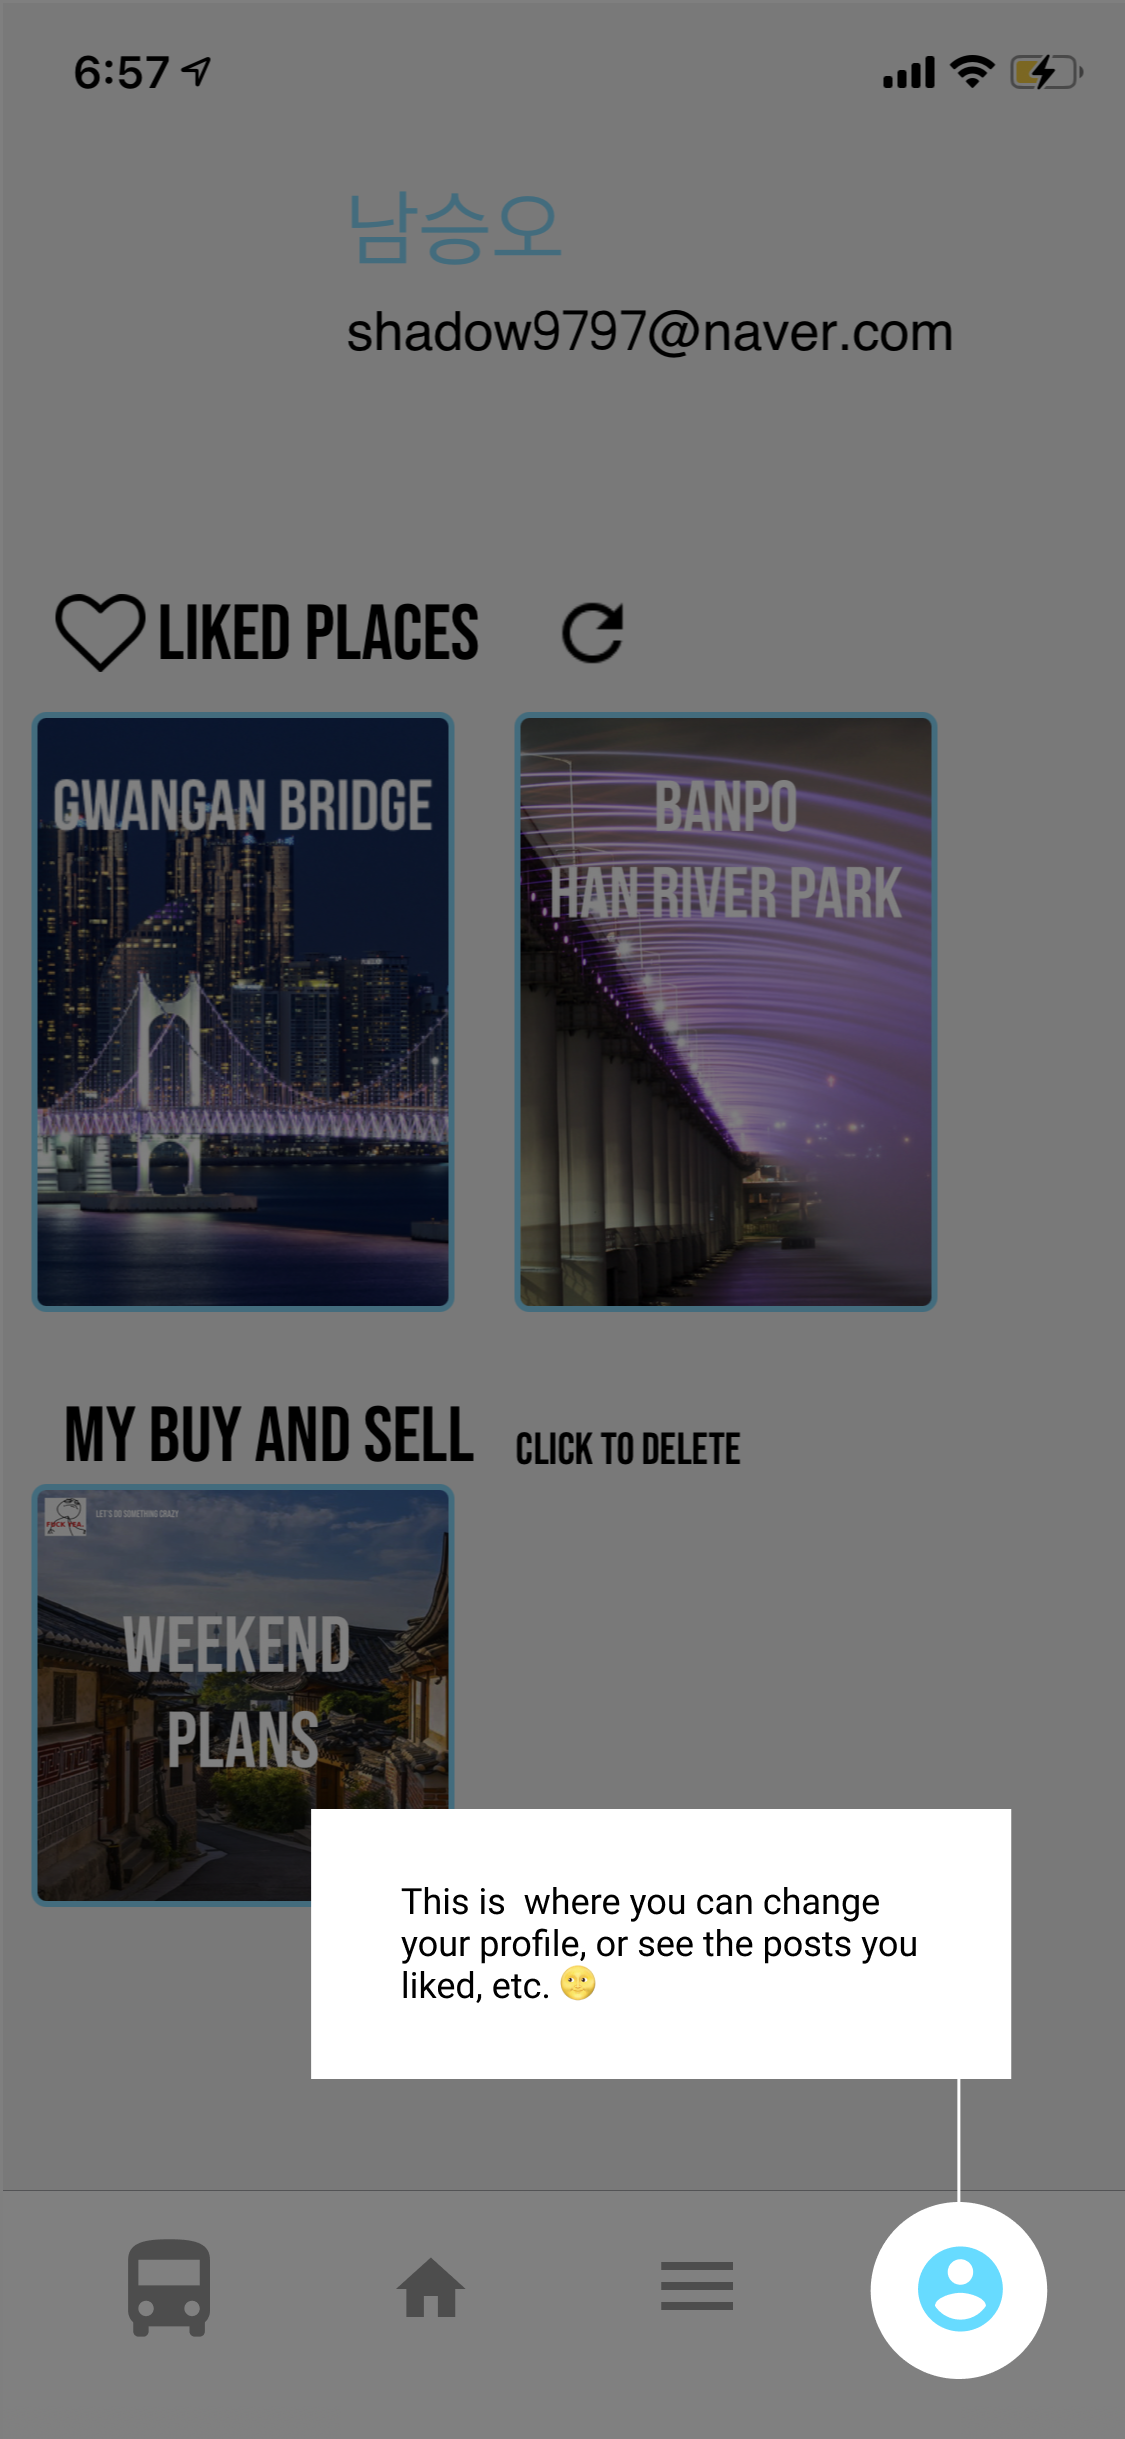 6:57
남승오
shadow9797@naver.com
LIKED PLACES
GWANGAN BRIDGE
BANPO
HAN RIVER PARK
MY BUY AND SELL
CLICK TO DELETE
FUCK YEA.
LET'S DO SOMETHING CRAZY
WEEKEND
PLANS
This is  where you can change
your profile, or see the posts you
liked, etc. 🌝